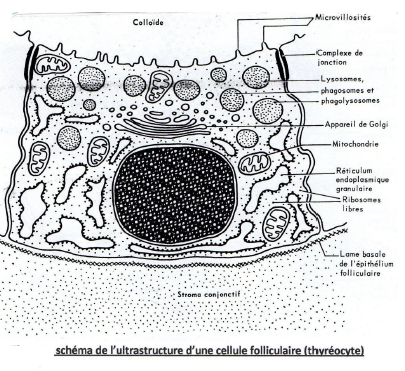 Colloïde
Microvillosités
Complexe de
jonction
Lysosomes,
phagosomes et
phagolysosomes
Appareil de Golgi
Mitochondrie
Réticulum
endoplasmique
granulaire
Ribosomes
libres
Lame basale
de l'épithélium
folliculaire
Stroma conjonctif
schéma de l'ultrastructure d'une cellule folliculaire (thyréocyte)